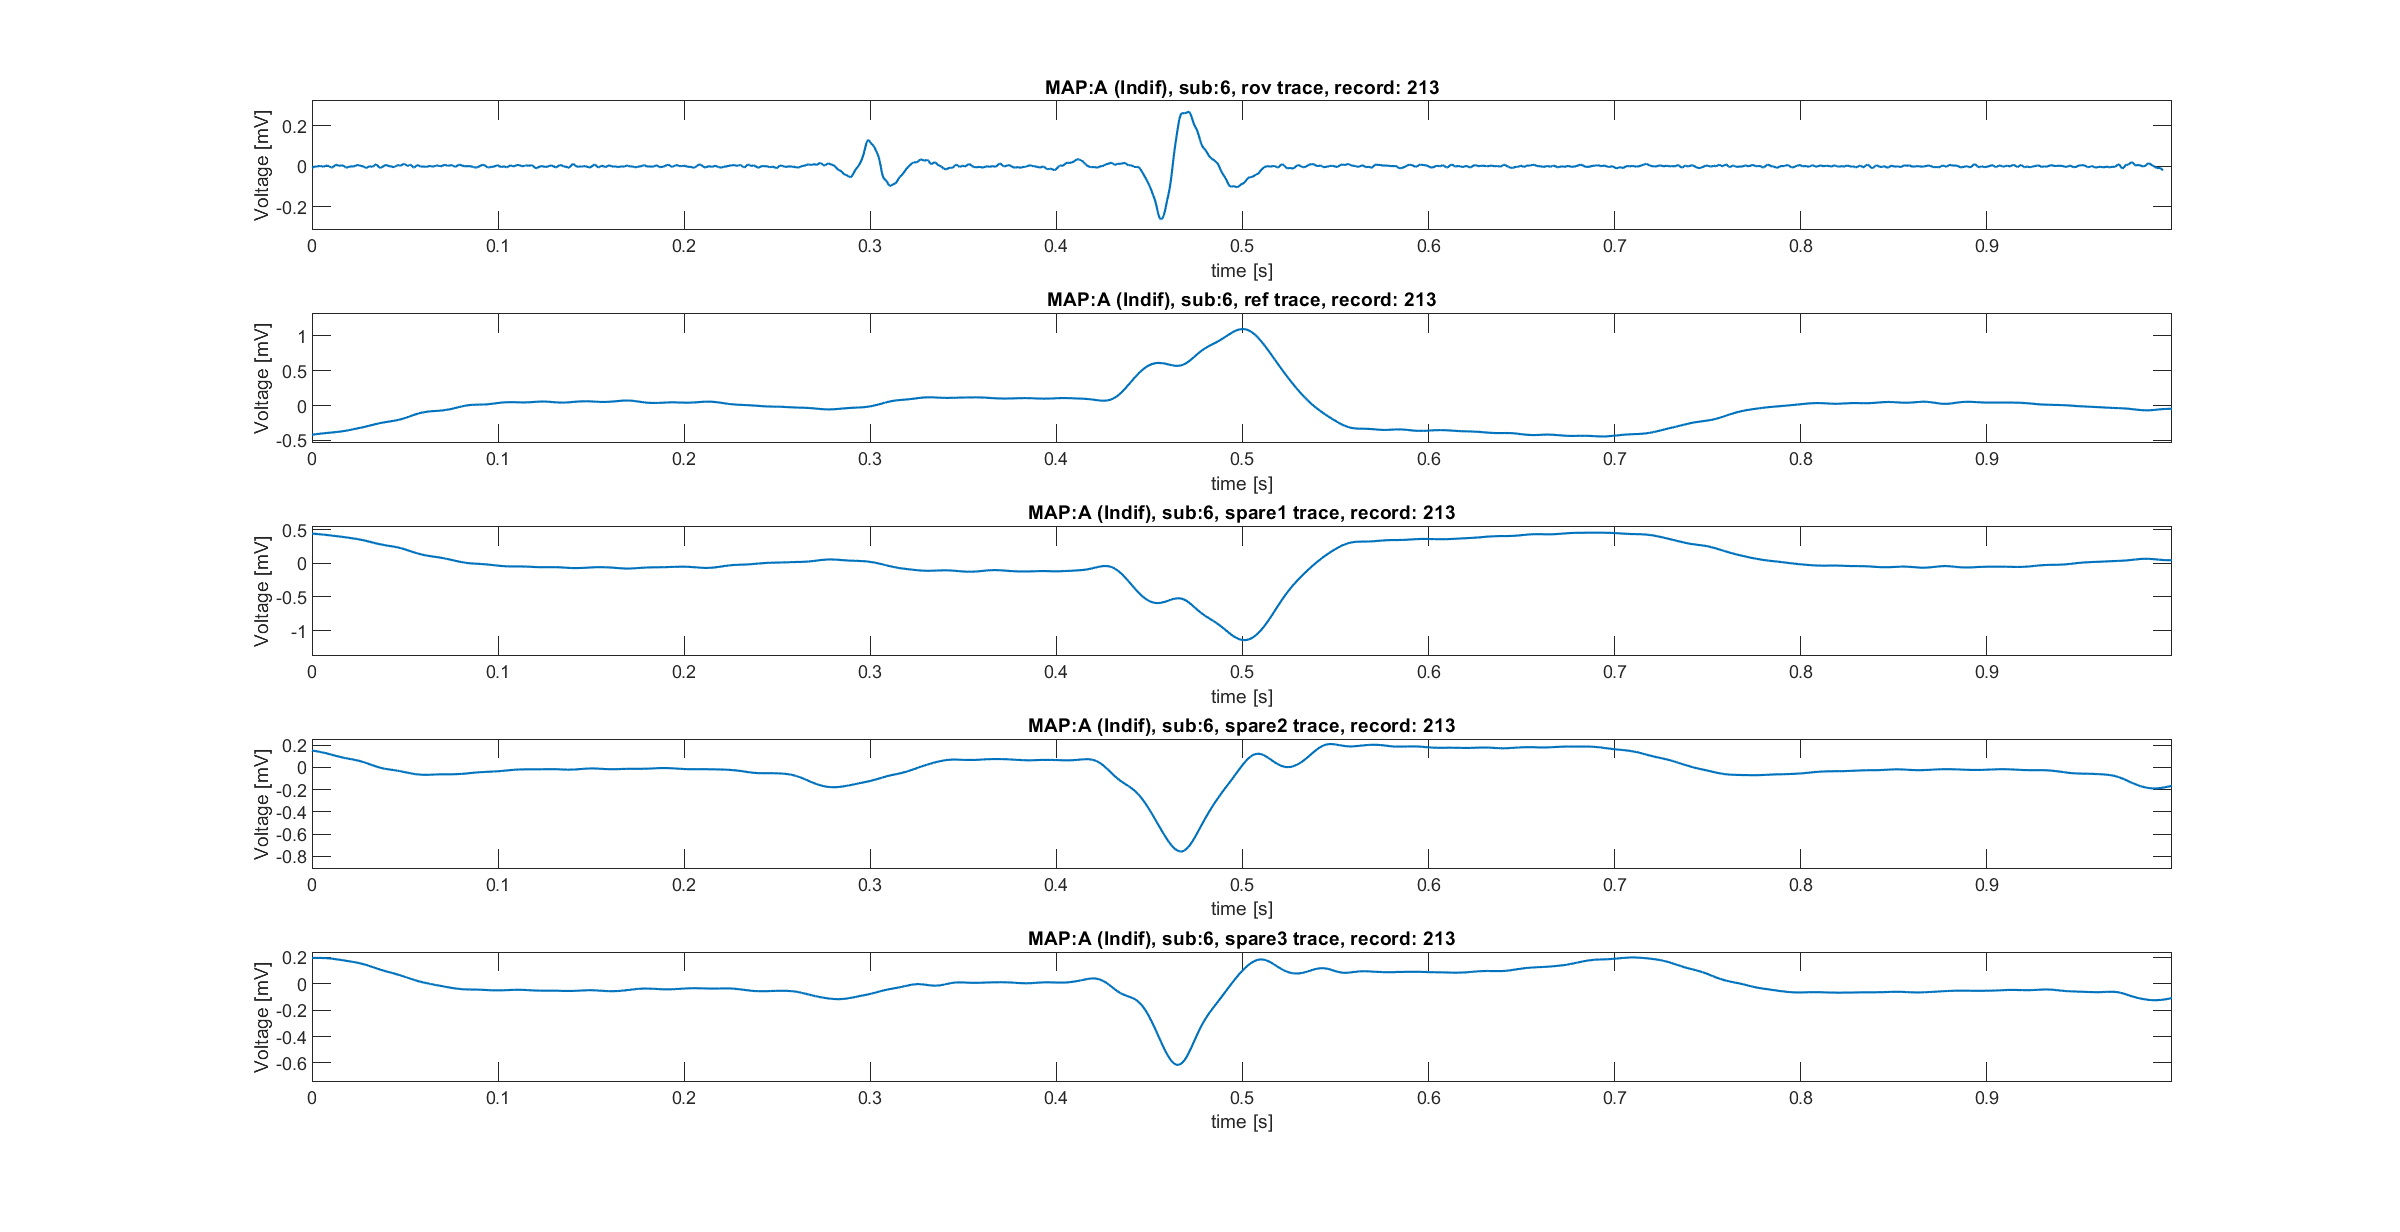 MAP:A (Indif), sub:6, rov trace, record: 213
Voltage [mV]
0.2
0
-0.2
0 0.1 0.2 0.3 0.4 0.5 0.6 0.7 0.8 0.9
time [s]
MAP:A (Indif), sub:6, ref trace, record: 213
Voltage [mV]
1
0.5
0
-0.5
0 0.1 0.2 0.3 0.4 0.5 0.6 0.7 0.8 0.9
time [s]
MAP:A (Indif), sub:6, spare1 trace, record: 213
Voltage [mV]
0.5
0
-0.5
-1
0 0.1 0.2 0.3 0.4 0.5 0.6 0.7 0.8 0.9
time [s]
MAP:A (Indif), sub:6, spare2 trace, record: 213
Voltage [mV]
0.2
0
-0.2
-0.4
-0.6
-0.8
0 0.1 0.2 0.3 0.4 0.5 0.6 0.7 0.8 0.9
time [s]
MAP:A (Indif), sub:6, spare3 trace, record: 213
Voltage [mV]
0.2
0
-0.2
-0.4
-0.6
0 0.1 0.2 0.3 0.4 0.5 0.6 0.7 0.8 0.9
time [s]